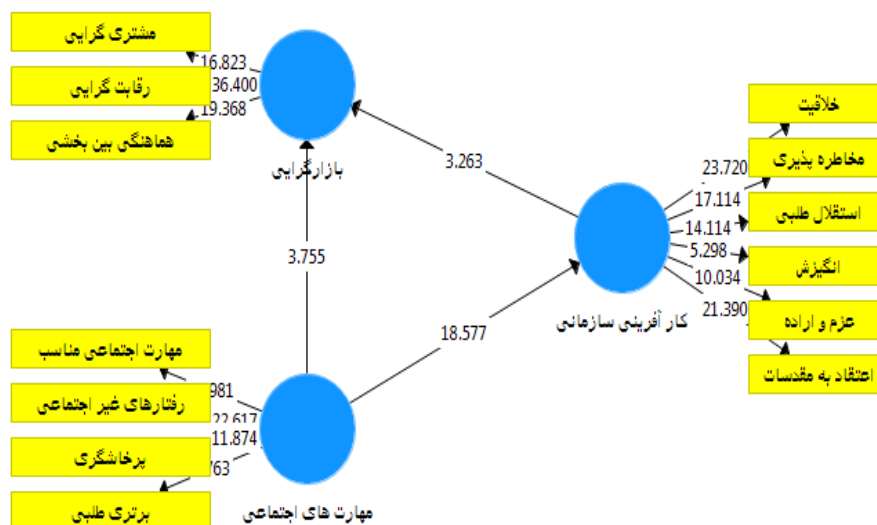 مشتری گرایی
16.823
رقابت گرایی
36.400
19.368
هماهنگی بین بخشی
بازارگرایی
3.263
3.755
18.577
خلاقیت
23.720
مخاطره پذیری
17.114
استقلال طلبی
14.114
5.298
انگیزش
10.034
عزم و اراده
21.390
اعتقاد به مقدسات
کار آفرینی سازمانی
مهارت اجتماعی مناسب
981
رفتارهای غیر اجتماعی
22.617
11.874
پرخاشگری
763
برتری طلبی
مهارت های اجتماعی